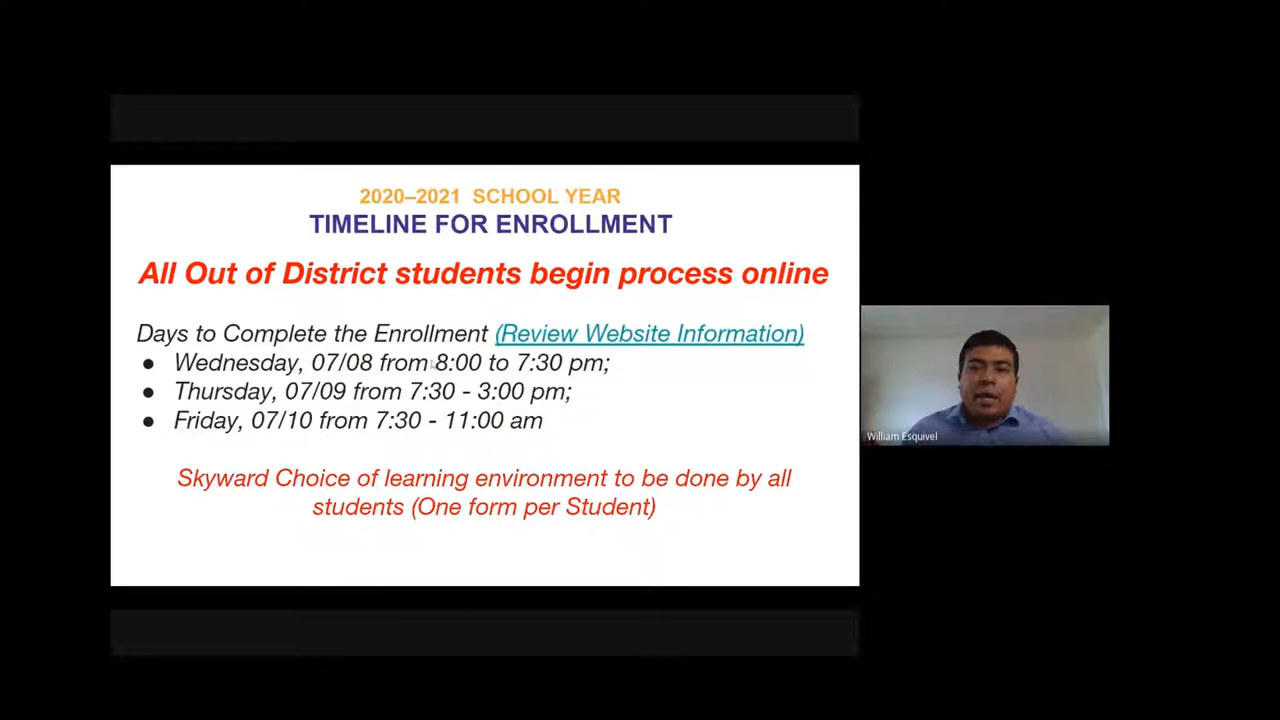 2020–2021 SCHOOL YEAR
TIMELINE FOR ENROLLMENT
All Out of District students begin process online
Days to Complete the Enrollment (Review Website Information)
● Wednesday, 07/08 from 8:00 to 7:30 pm;
● Thursday, 07/09 from 7:30 - 3:00 pm;
● Friday, 07/10 from 7:30 - 11:00 am
Skyward Choice of learning environment to be done by all
students (One form per Student)
William Esquivel